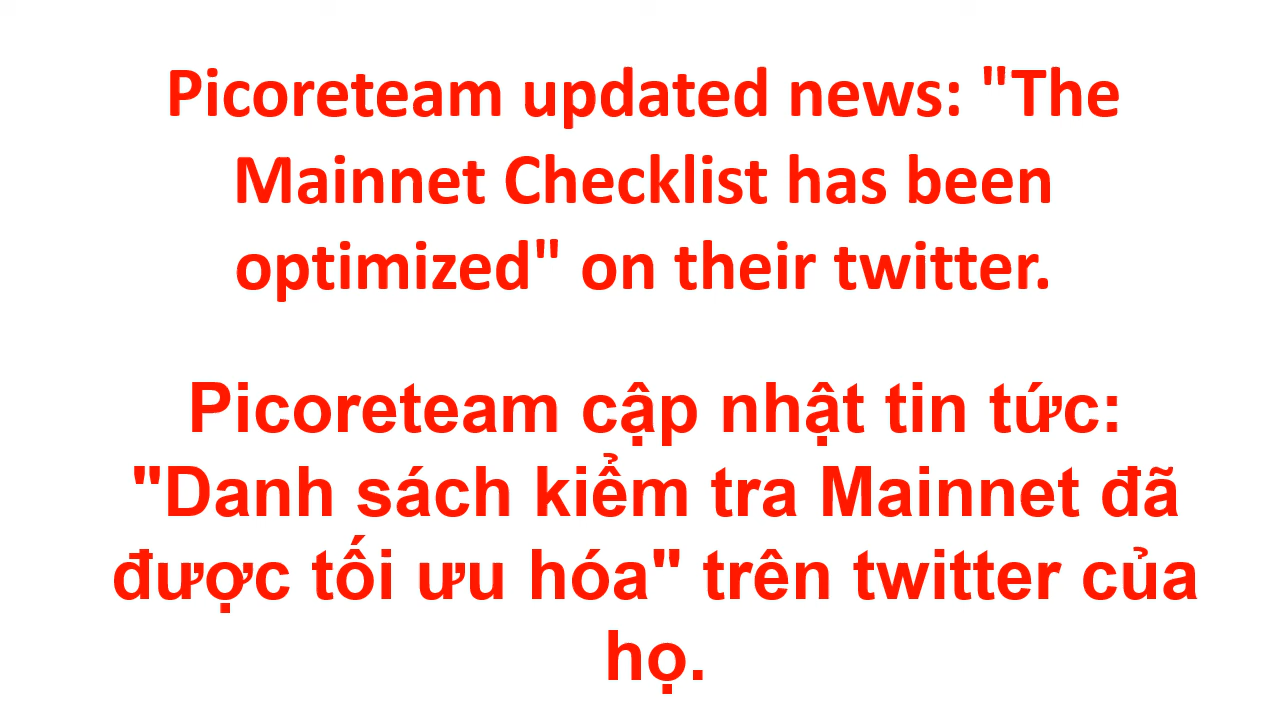 Picoreteam updated news: "The
Mainnet Checklist has been
optimized" on their twitter.
Picoreteam cập nhật tin tức:
"Danh sách kiểm tra Mainnet đã
được tối ưu hóa" trên twitter của
họ.